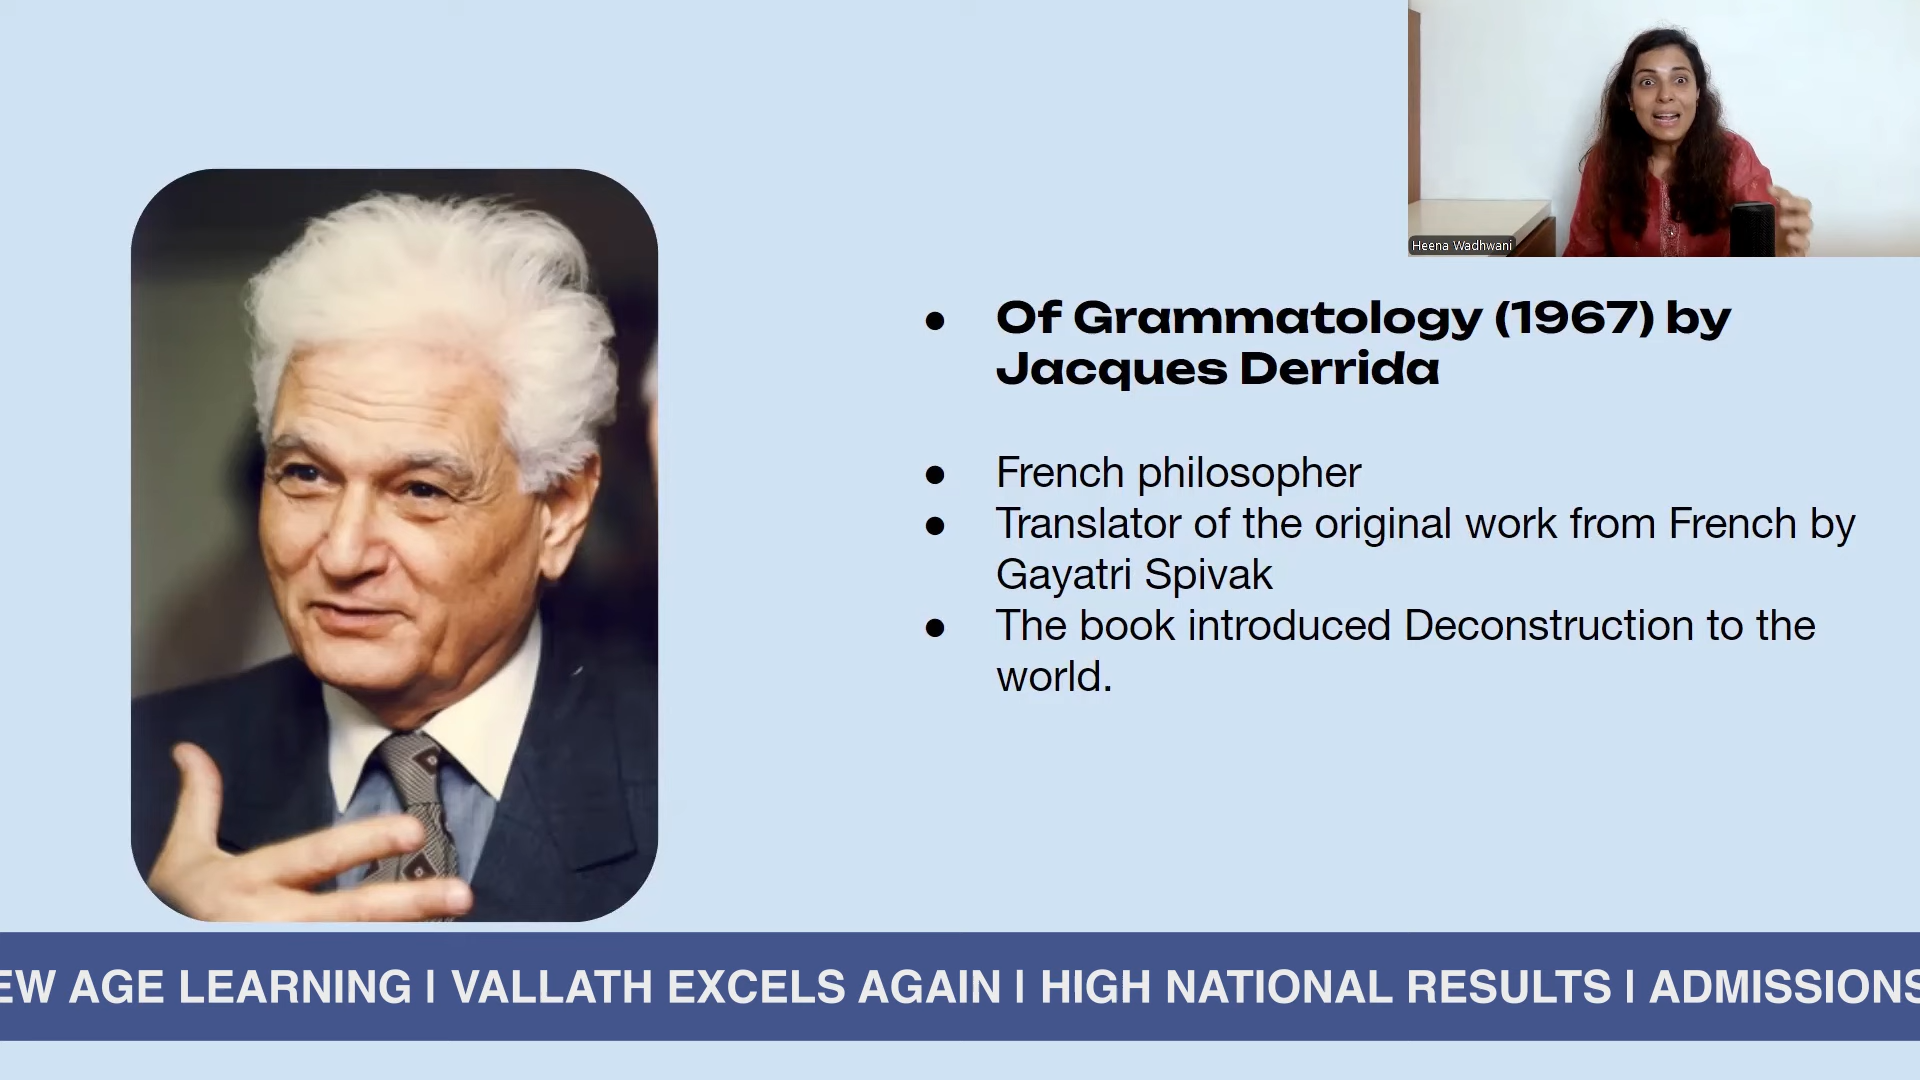 Heena Wadhwani
• Of Grammatology (1967) by
Jacques Derrida
• French philosopher
• Translator of the original work from French by
Gayatri Spivak
• The book introduced Deconstruction to the
world.
EW AGE LEARNING | VALLATH EXCELS AGAIN | HIGH NATIONAL RESULTS | ADMISSIONS